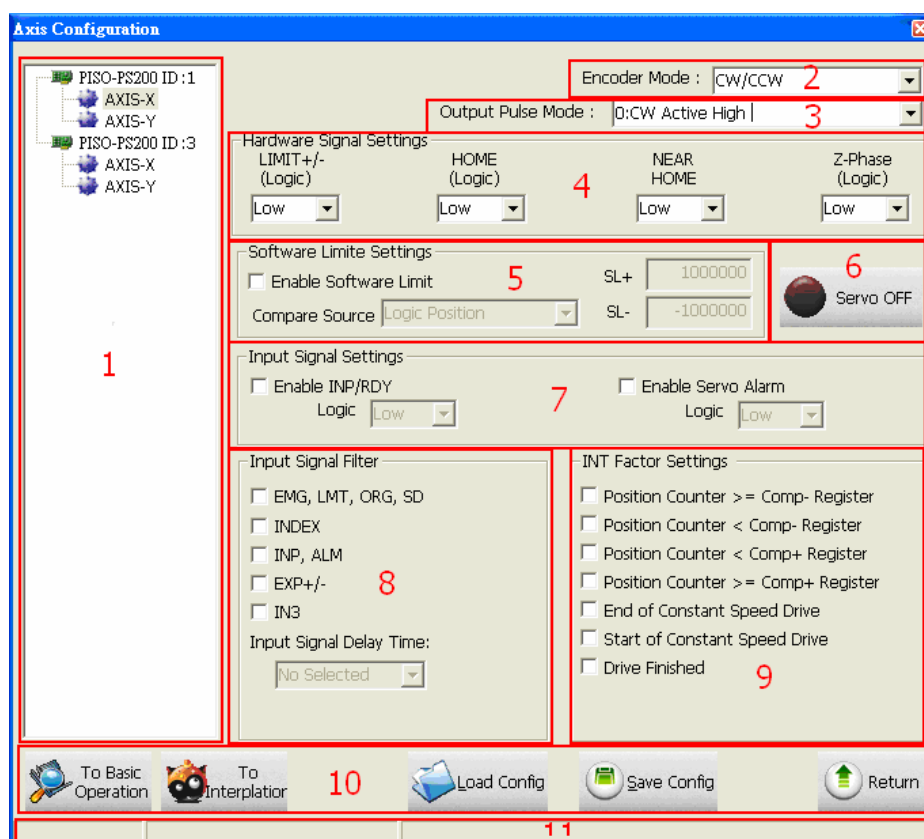 Axis Configuration
PISO-PS200 ID :1
AXIS-X
AXIS-Y
PISO-PS200 ID :3
AXIS-X
AXIS-Y
1
Encoder Mode : CW/CCW
2
Output Pulse Mode : 0:CW Active High
3
Hardware Signal Settings
LIMIT+/- (Logic)
HOME (Logic)
NEAR HOME
Z-Phase (Logic)
Low
Low
Low
Low
4
Software Limite Settings
Enable Software Limit
Compare Source Logic Position
SL+ 1000000
SL- -1000000
5
6
Servo OFF
Input Signal Settings
Enable INP/RDY
Logic Low
7
Enable Servo Alarm
Logic Low
Input Signal Filter
EMG, LMT, ORG, SD
INDEX
INP, ALM
EXP+/-
IN3
Input Signal Delay Time:
No Selected
8
INT Factor Settings
Position Counter >= Comp- Register
Position Counter < Comp- Register
Position Counter < Comp+ Register
Position Counter >= Comp+ Register
End of Constant Speed Drive
Start of Constant Speed Drive
Drive Finished
9
To Basic Operation
To Interplation
10
Load Config
Save Config
Return
11